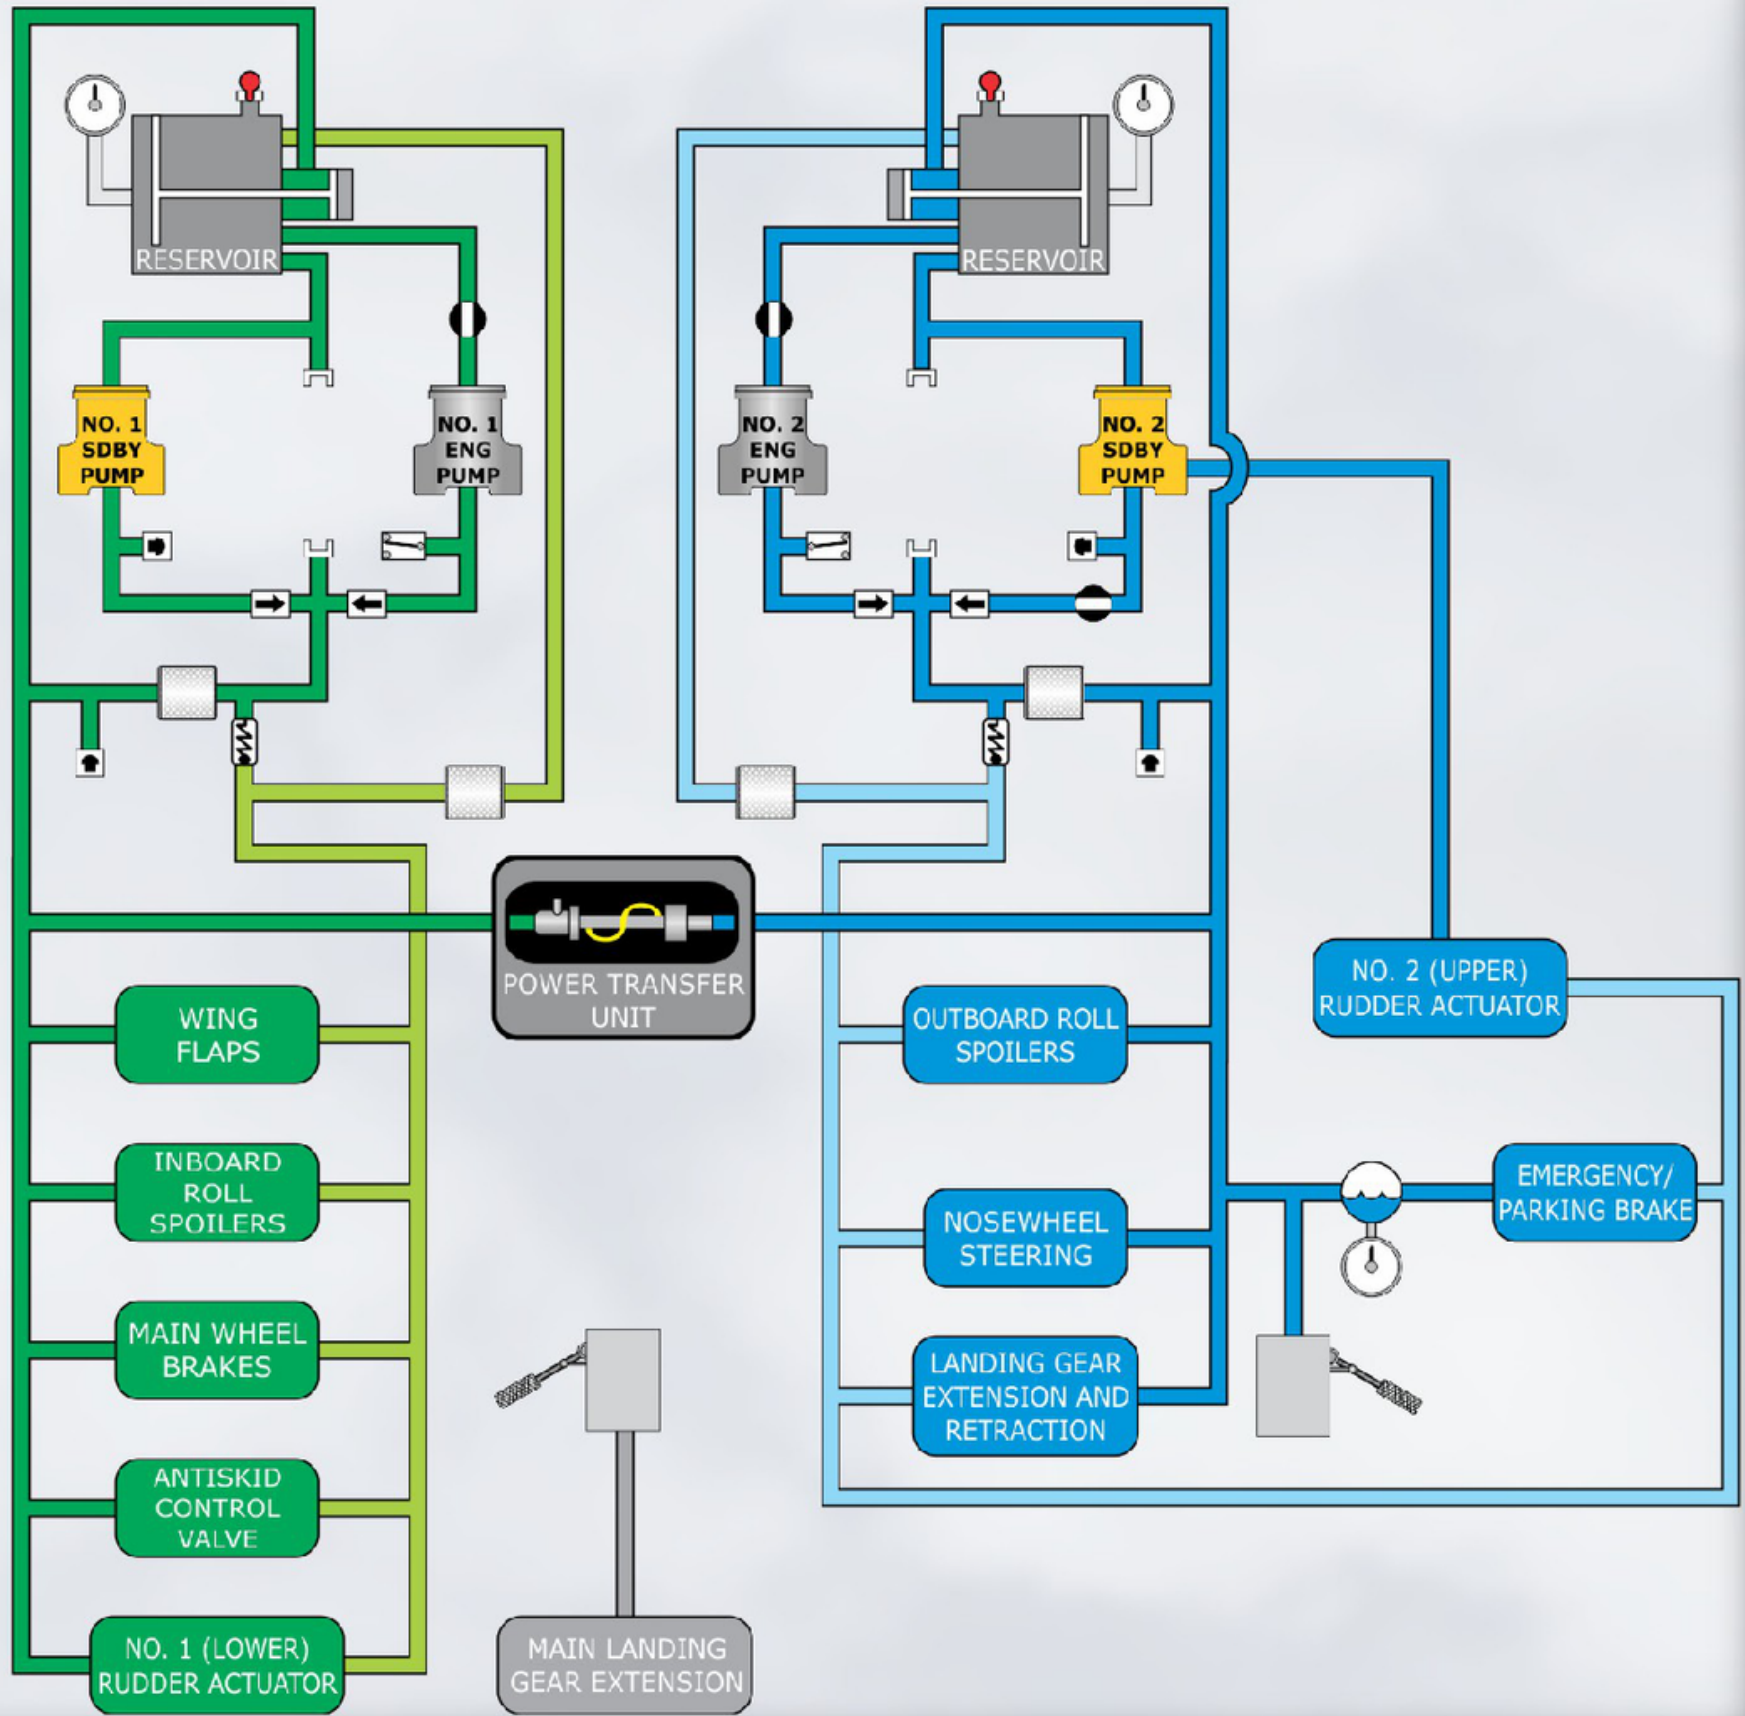 RESERVOIR
RESERVOIR
NO. 1
SDBY
PUMP
NO. 1
ENG
PUMP
NO. 2
ENG
PUMP
NO. 2
SDBY
PUMP
POWER TRANSFER
UNIT
NO. 2 (UPPER)
RUDDER ACTUATOR
WING
FLAPS
OUTBOARD ROLL
SPOILERS
INBOARD
ROLL
SPOILERS
EMERGENCY/
PARKING BRAKE
NOSEWHEEL
STEERING
MAIN WHEEL
BRAKES
LANDING GEAR
EXTENSION AND
RETRACTION
ANTISKID
CONTROL
VALVE
NO. 1 (LOWER)
RUDDER ACTUATOR
MAIN LANDING
GEAR EXTENSION